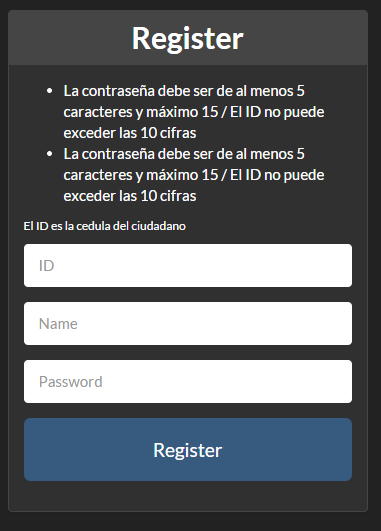 Register
• La contraseña debe ser de al menos 5
caracteres y máximo 15 / El ID no puede
exceder las 10 cifras
• La contraseña debe ser de al menos 5
caracteres y máximo 15 / El ID no puede
exceder las 10 cifras
El ID es la cedula del ciudadano
ID
Name
Password
Register